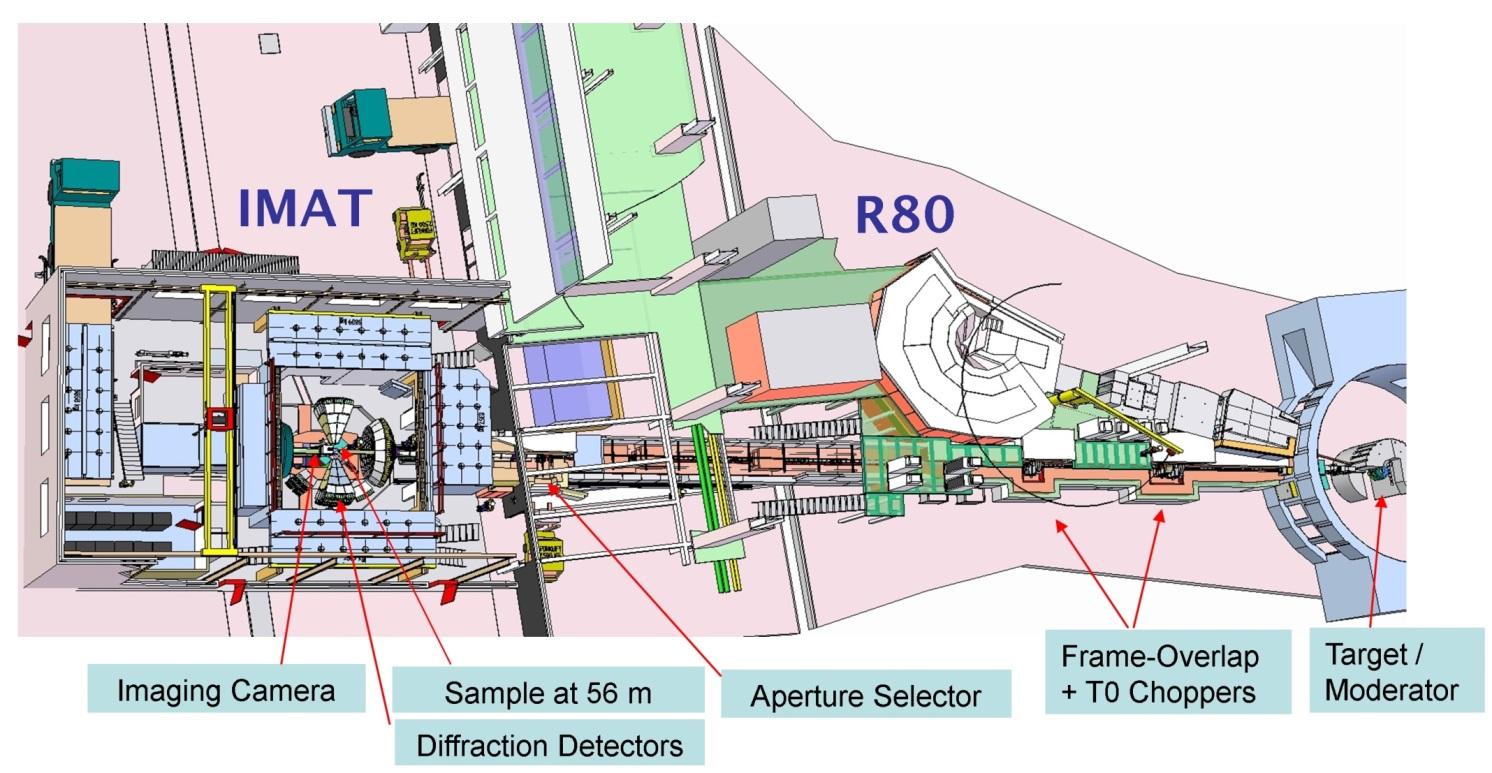 IMAT
R80
Imaging Camera
Sample at 56 m
Diffraction Detectors
Aperture Selector
Frame-Overlap
+ T0 Choppers
Target /
Moderator